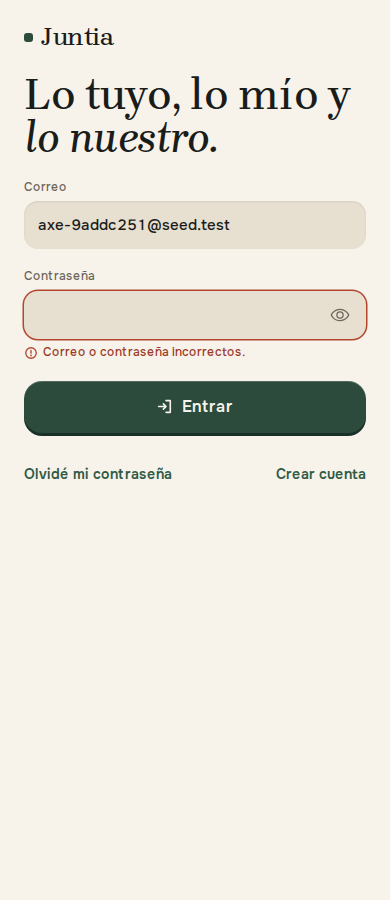 Juntia
Lo tuyo, lo mío y
lo nuestro.
Correo
axe-9addc251@seed.test
Contraseña
Correo o contraseña incorrectos.
Entrar
Olvidé mi contraseña
Crear cuenta